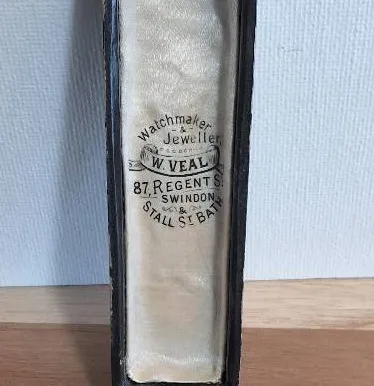 Watchmaker
- & -
Jeweller
W. VEAL
87, REGENT ST.
SWINDON
&
STALL ST. BATH